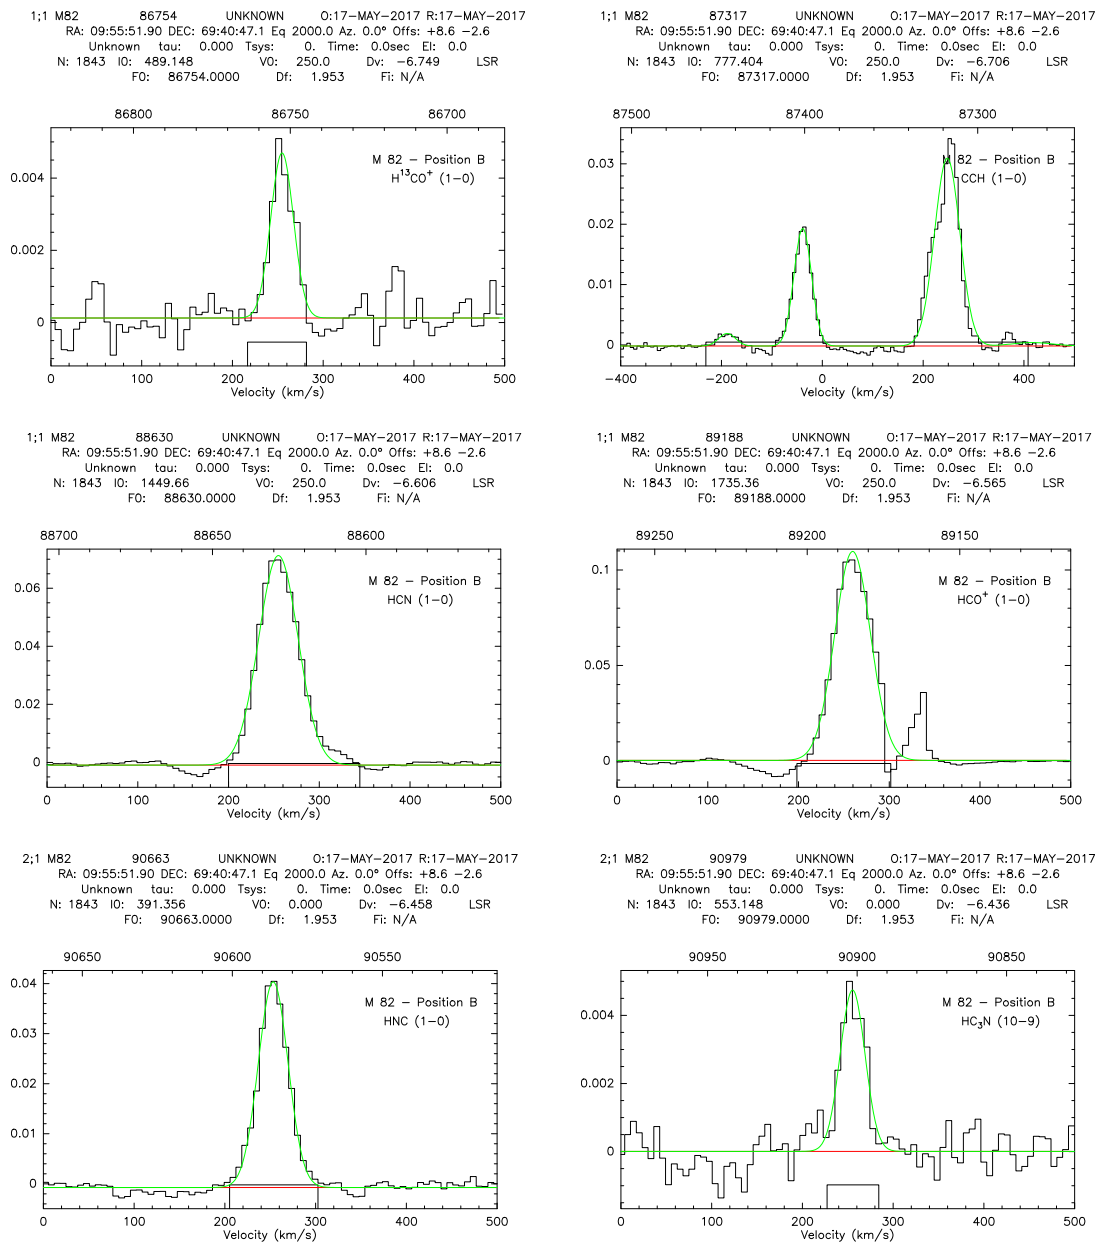 1;1 M82 86754 UNKNOWN O:17-MAY-2017 R:17-MAY-2017
RA: 09:55:51.90 DEC: 69:40:47.1 Eq 2000.0 Az. 0.0° Offs: +8.6 −2.6
Unknown tau: 0.000 Tsys: 0. Time: 0.0sec El: 0.0
N: 1843 I0: 489.148 V0: 250.0 Dv: −6.749 LSR
F0: 86754.0000 Df: 1.953 Fi: N/A
86800 86750 86700
M 82 − Position B
H¹³CO⁺ (1−0)
0.004
0.002
0
0 100 200 300 400 500
Velocity (km/s)
1;1 M82 87317 UNKNOWN O:17-MAY-2017 R:17-MAY-2017
RA: 09:55:51.90 DEC: 69:40:47.1 Eq 2000.0 Az. 0.0° Offs: +8.6 −2.6
Unknown tau: 0.000 Tsys: 0. Time: 0.0sec El: 0.0
N: 1843 I0: 777.404 V0: 250.0 Dv: −6.706 LSR
F0: 87317.0000 Df: 1.953 Fi: N/A
87500 87400 87300
M 82 − Position B
CCH (1−0)
0.03
0.02
0.01
0
−400 −200 0 200 400
Velocity (km/s)
1;1 M82 88630 UNKNOWN O:17-MAY-2017 R:17-MAY-2017
RA: 09:55:51.90 DEC: 69:40:47.1 Eq 2000.0 Az. 0.0° Offs: +8.6 −2.6
Unknown tau: 0.000 Tsys: 0. Time: 0.0sec El: 0.0
N: 1843 I0: 1449.66 V0: 250.0 Dv: −6.606 LSR
F0: 88630.0000 Df: 1.953 Fi: N/A
88700 88650 88600
M 82 − Position B
HCN (1−0)
0.06
0.04
0.02
0
0 100 200 300 400 500
Velocity (km/s)
1;1 M82 89188 UNKNOWN O:17-MAY-2017 R:17-MAY-2017
RA: 09:55:51.90 DEC: 69:40:47.1 Eq 2000.0 Az. 0.0° Offs: +8.6 −2.6
Unknown tau: 0.000 Tsys: 0. Time: 0.0sec El: 0.0
N: 1843 I0: 1735.36 V0: 250.0 Dv: −6.565 LSR
F0: 89188.0000 Df: 1.953 Fi: N/A
89250 89200 89150
M 82 − Position B
HCO⁺ (1−0)
0.1
0.05
0
0 100 200 300 400 500
Velocity (km/s)
2;1 M82 90663 UNKNOWN O:17-MAY-2017 R:17-MAY-2017
RA: 09:55:51.90 DEC: 69:40:47.1 Eq 2000.0 Az. 0.0° Offs: +8.6 −2.6
Unknown tau: 0.000 Tsys: 0. Time: 0.0sec El: 0.0
N: 1843 I0: 391.356 V0: 0.000 Dv: −6.458 LSR
F0: 90663.0000 Df: 1.953 Fi: N/A
90650 90600 90550
M 82 − Position B
HNC (1−0)
0.04
0.03
0.02
0.01
0
0 100 200 300 400 500
Velocity (km/s)
2;1 M82 90979 UNKNOWN O:17-MAY-2017 R:17-MAY-2017
RA: 09:55:51.90 DEC: 69:40:47.1 Eq 2000.0 Az. 0.0° Offs: +8.6 −2.6
Unknown tau: 0.000 Tsys: 0. Time: 0.0sec El: 0.0
N: 1843 I0: 553.148 V0: 0.000 Dv: −6.436 LSR
F0: 90979.0000 Df: 1.953 Fi: N/A
90950 90900 90850
M 82 − Position B
HC₃N (10−9)
0.004
0.002
0
0 100 200 300 400 500
Velocity (km/s)